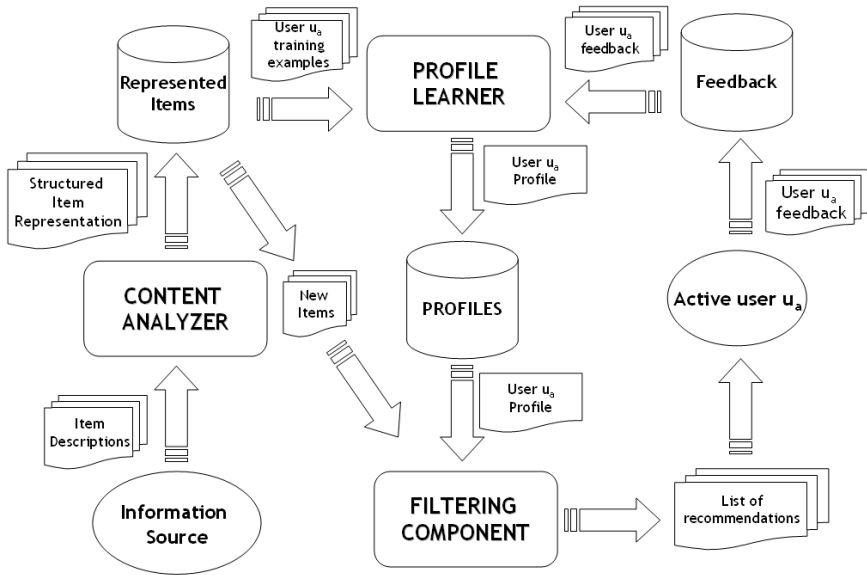 User ua
training
examples
User ua
feedback
Represented
Items
PROFILE
LEARNER
Feedback
Structured
Item
Representation
User ua
Profile
User ua
feedback
CONTENT
ANALYZER
New
Items
PROFILES
Active user ua
Item
Descriptions
User ua
Profile
Information
Source
FILTERING
COMPONENT
List of
recommendations